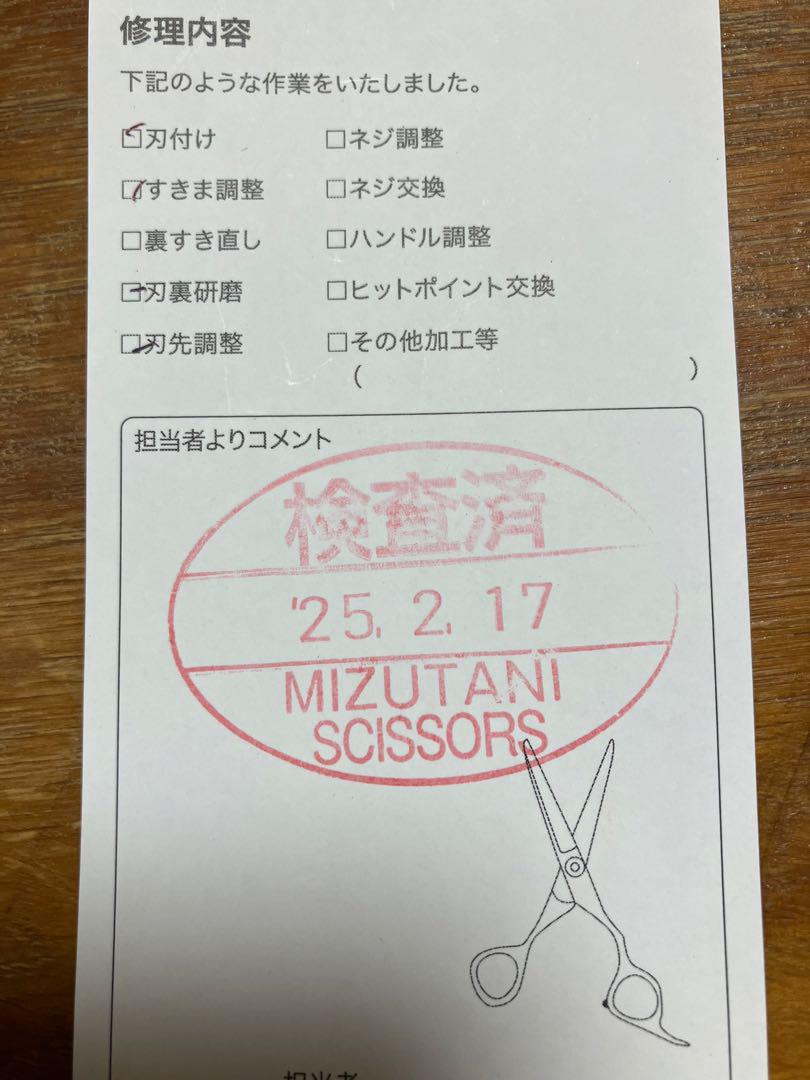 修理内容
下記のような作業をいたしました。
☑刃付け □ネジ調整
☑すきま調整 □ネジ交換
□裏すき直し □ハンドル調整
☑刃裏研磨 □ヒットポイント交換
☑刃先調整 □その他加工等
( )
担当者よりコメント
検査済
'25. 2. 17
MIZUTANI
SCISSORS
担当者